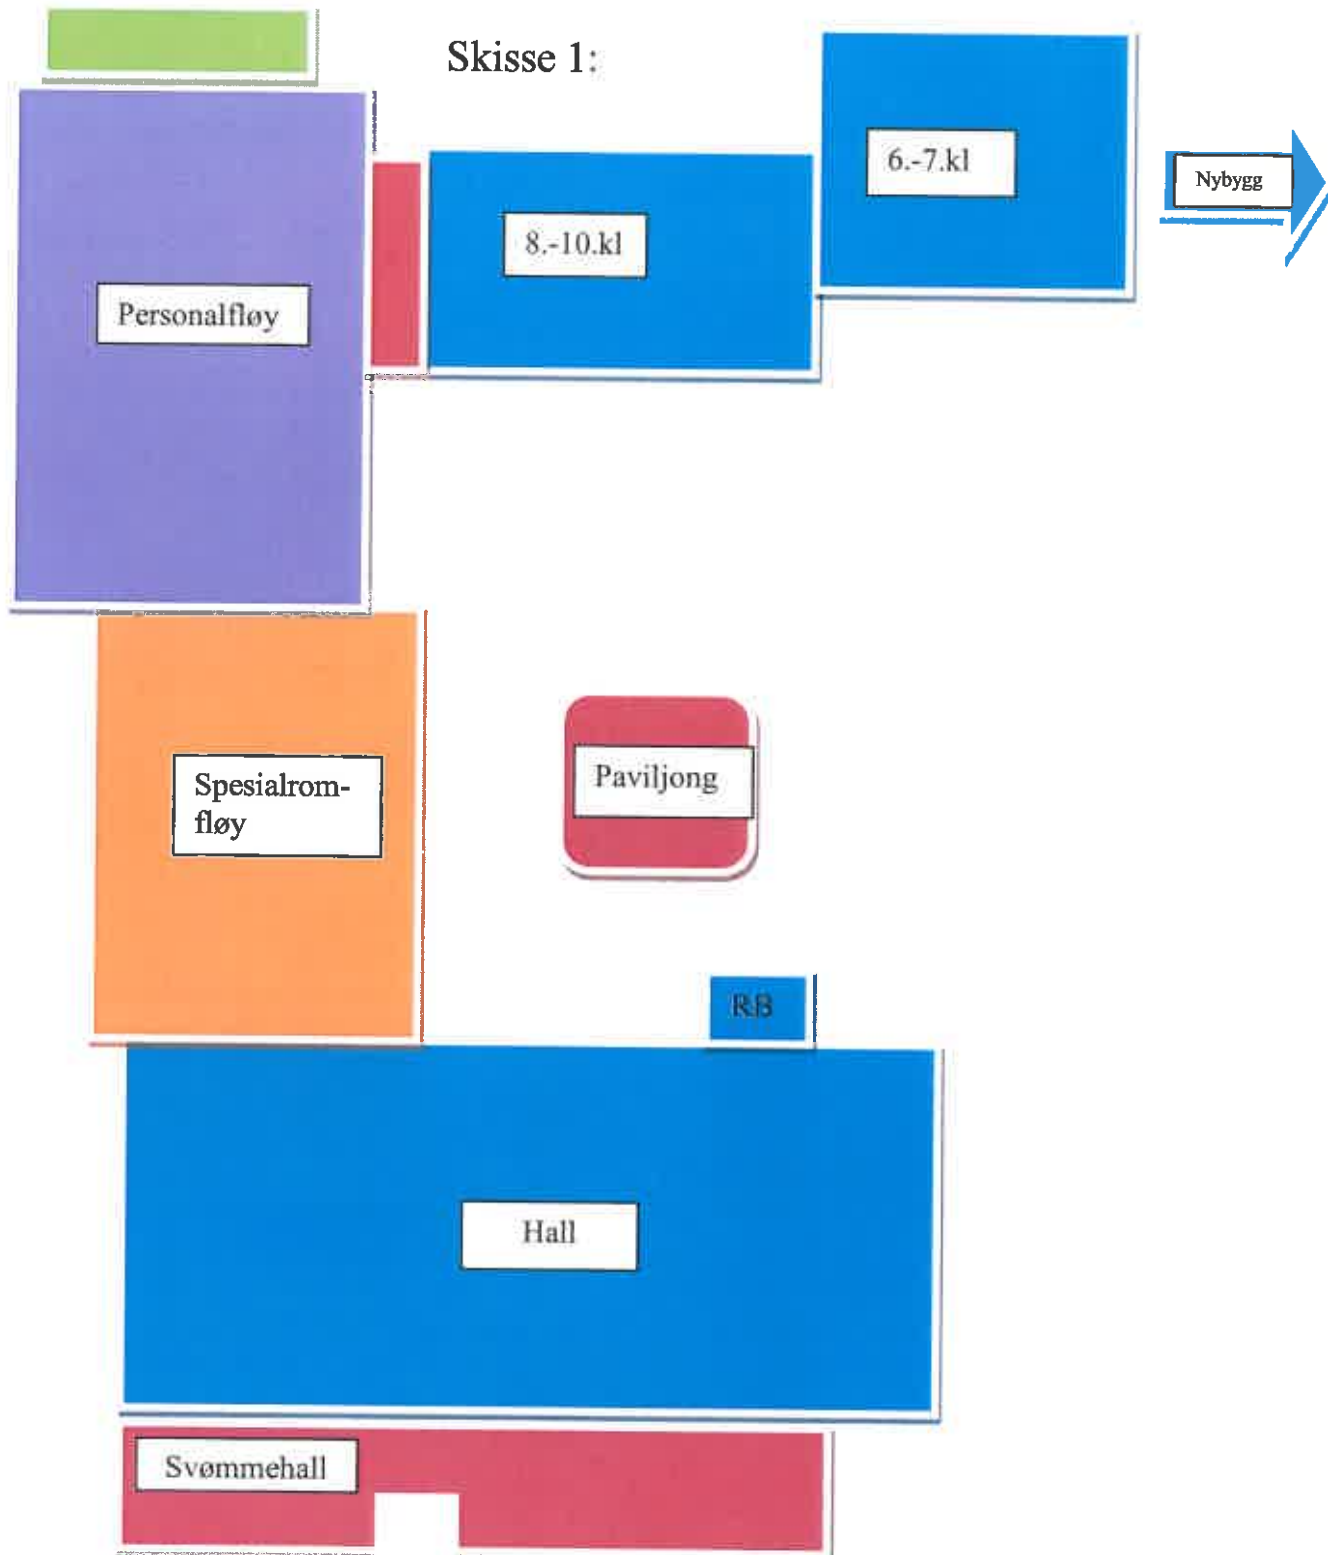 Skisse 1:
6.-7.kl
Nybygg
8.-10.kl
Personalfløy
Spesialrom-
fløy
Paviljong
RB
Hall
Svømmehall